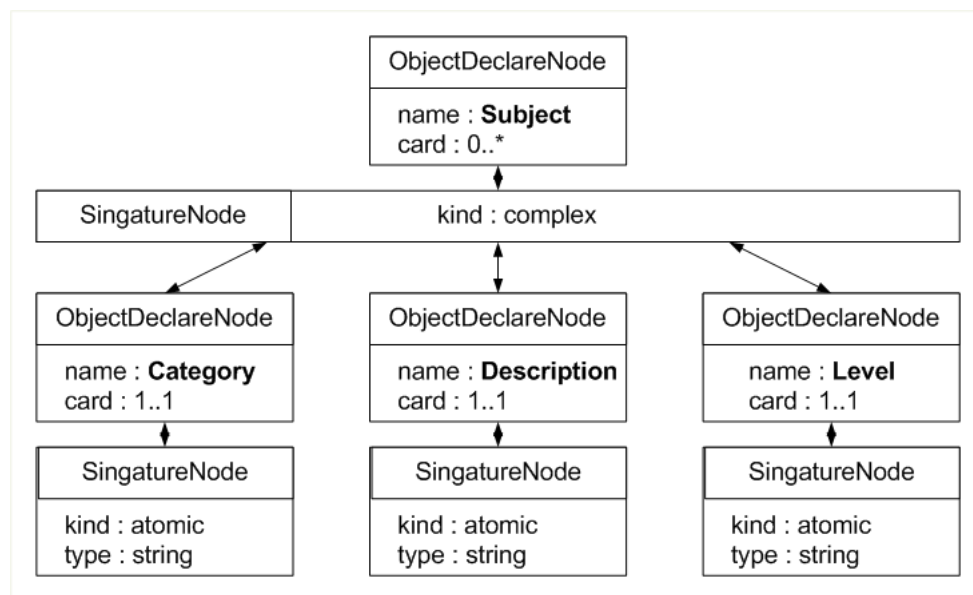 ObjectDeclareNode
name : Subject
card : 0..*
SingatureNode
kind : complex
ObjectDeclareNode
name : Category
card : 1..1
ObjectDeclareNode
name : Description
card : 1..1
ObjectDeclareNode
name : Level
card : 1..1
SingatureNode
kind : atomic
type : string
SingatureNode
kind : atomic
type : string
SingatureNode
kind : atomic
type : string